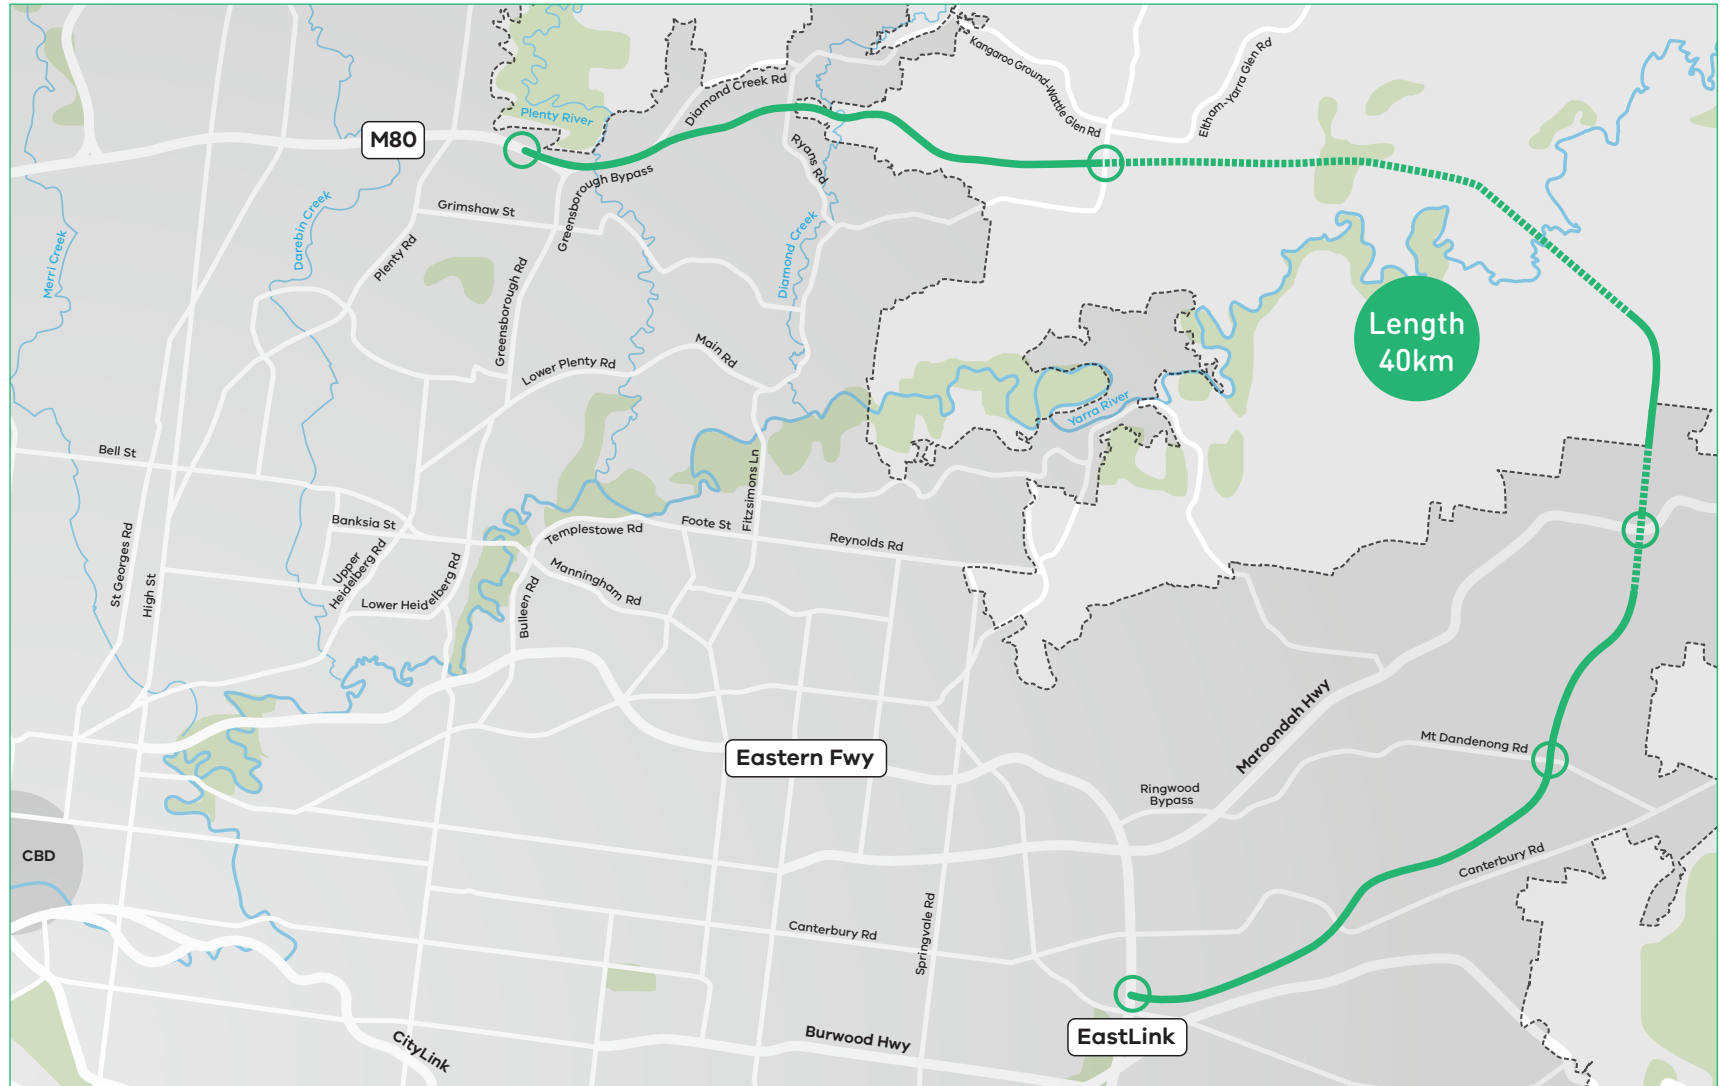 Kangaroo Ground-Wattle Glen Rd
Eltham-Yarra Glen Rd
Diamond Creek Rd
Plenty River
M80
Ryans Rd
Greensborough Bypass
Grimshaw St
Darebin Creek
Merri Creek
Plenty Rd
Diamond Creek
Greensborough Rd
Length
40km
Main Rd
Lower Plenty Rd
Yarra River
Bell St
Fitzsimons Ln
Banksia St
Templestowe Rd
Foote St
Reynolds Rd
St Georges Rd
High St
Upper
Heidelberg Rd
Lower Heidelberg Rd
Manningham Rd
Bulleen Rd
Maroondah Hwy
Mt Dandenong Rd
Eastern Fwy
Ringwood
Bypass
CBD
Canterbury Rd
Canterbury Rd
Springvale Rd
EastLink
Burwood Hwy
CityLink